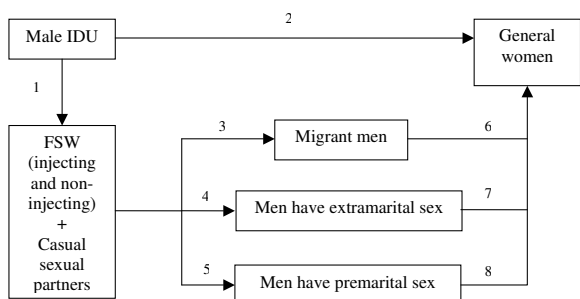 Male IDU
2
General
women
1
FSW
(injecting
and non-
injecting)
+
Casual
sexual
partners
3
Migrant men
6
4
Men have extramarital sex
7
5
Men have premarital sex
8